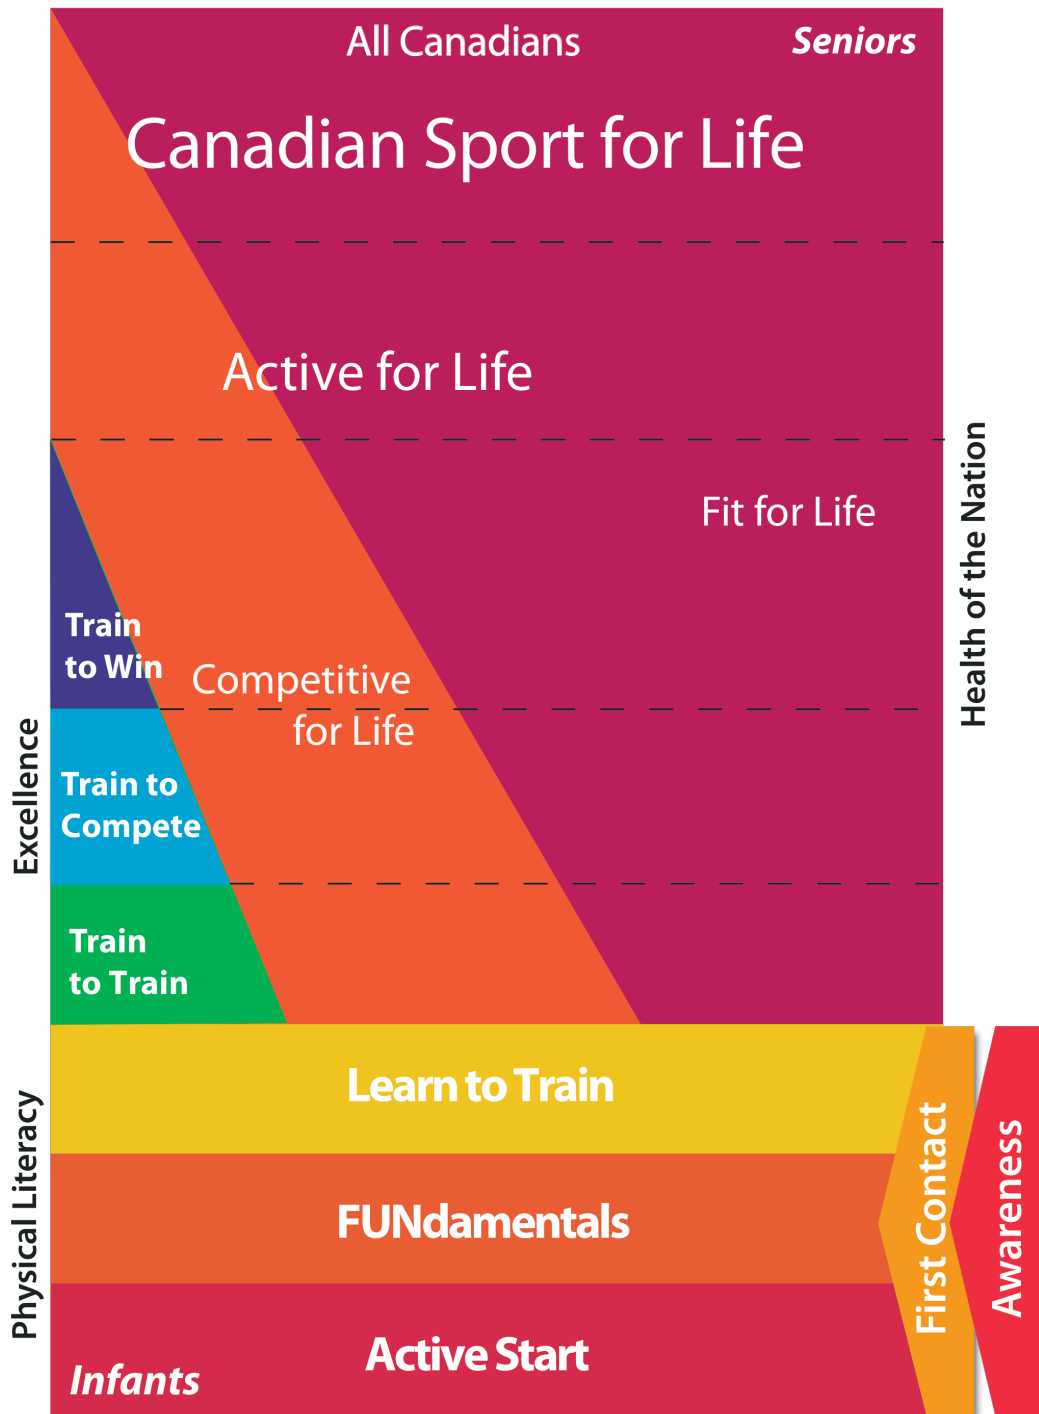 All Canadians
Seniors
Canadian Sport for Life
Active for Life
Fit for Life
Health of the Nation
Train
to Win
Competitive
for Life
Excellence
Train to
Compete
Train
to Train
Learn to Train
Physical Literacy
FUNdamentals
First Contact
Awareness
Active Start
Infants